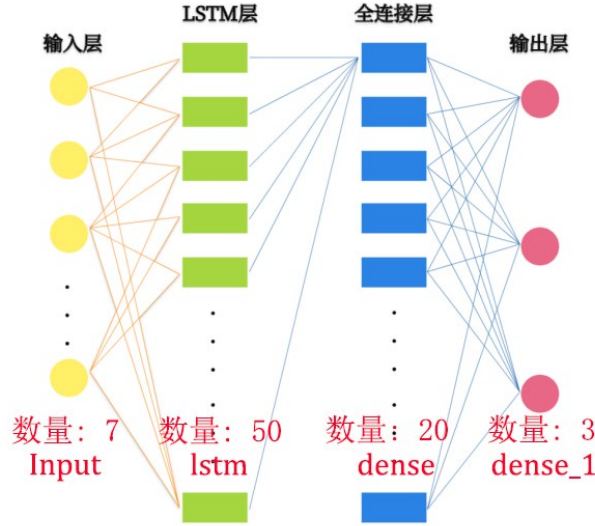 LSTM层
全连接层
输入层
输出层
数量: 7
数量: 50
数量: 20
数量: 3
Input
lstm
dense
dense_1